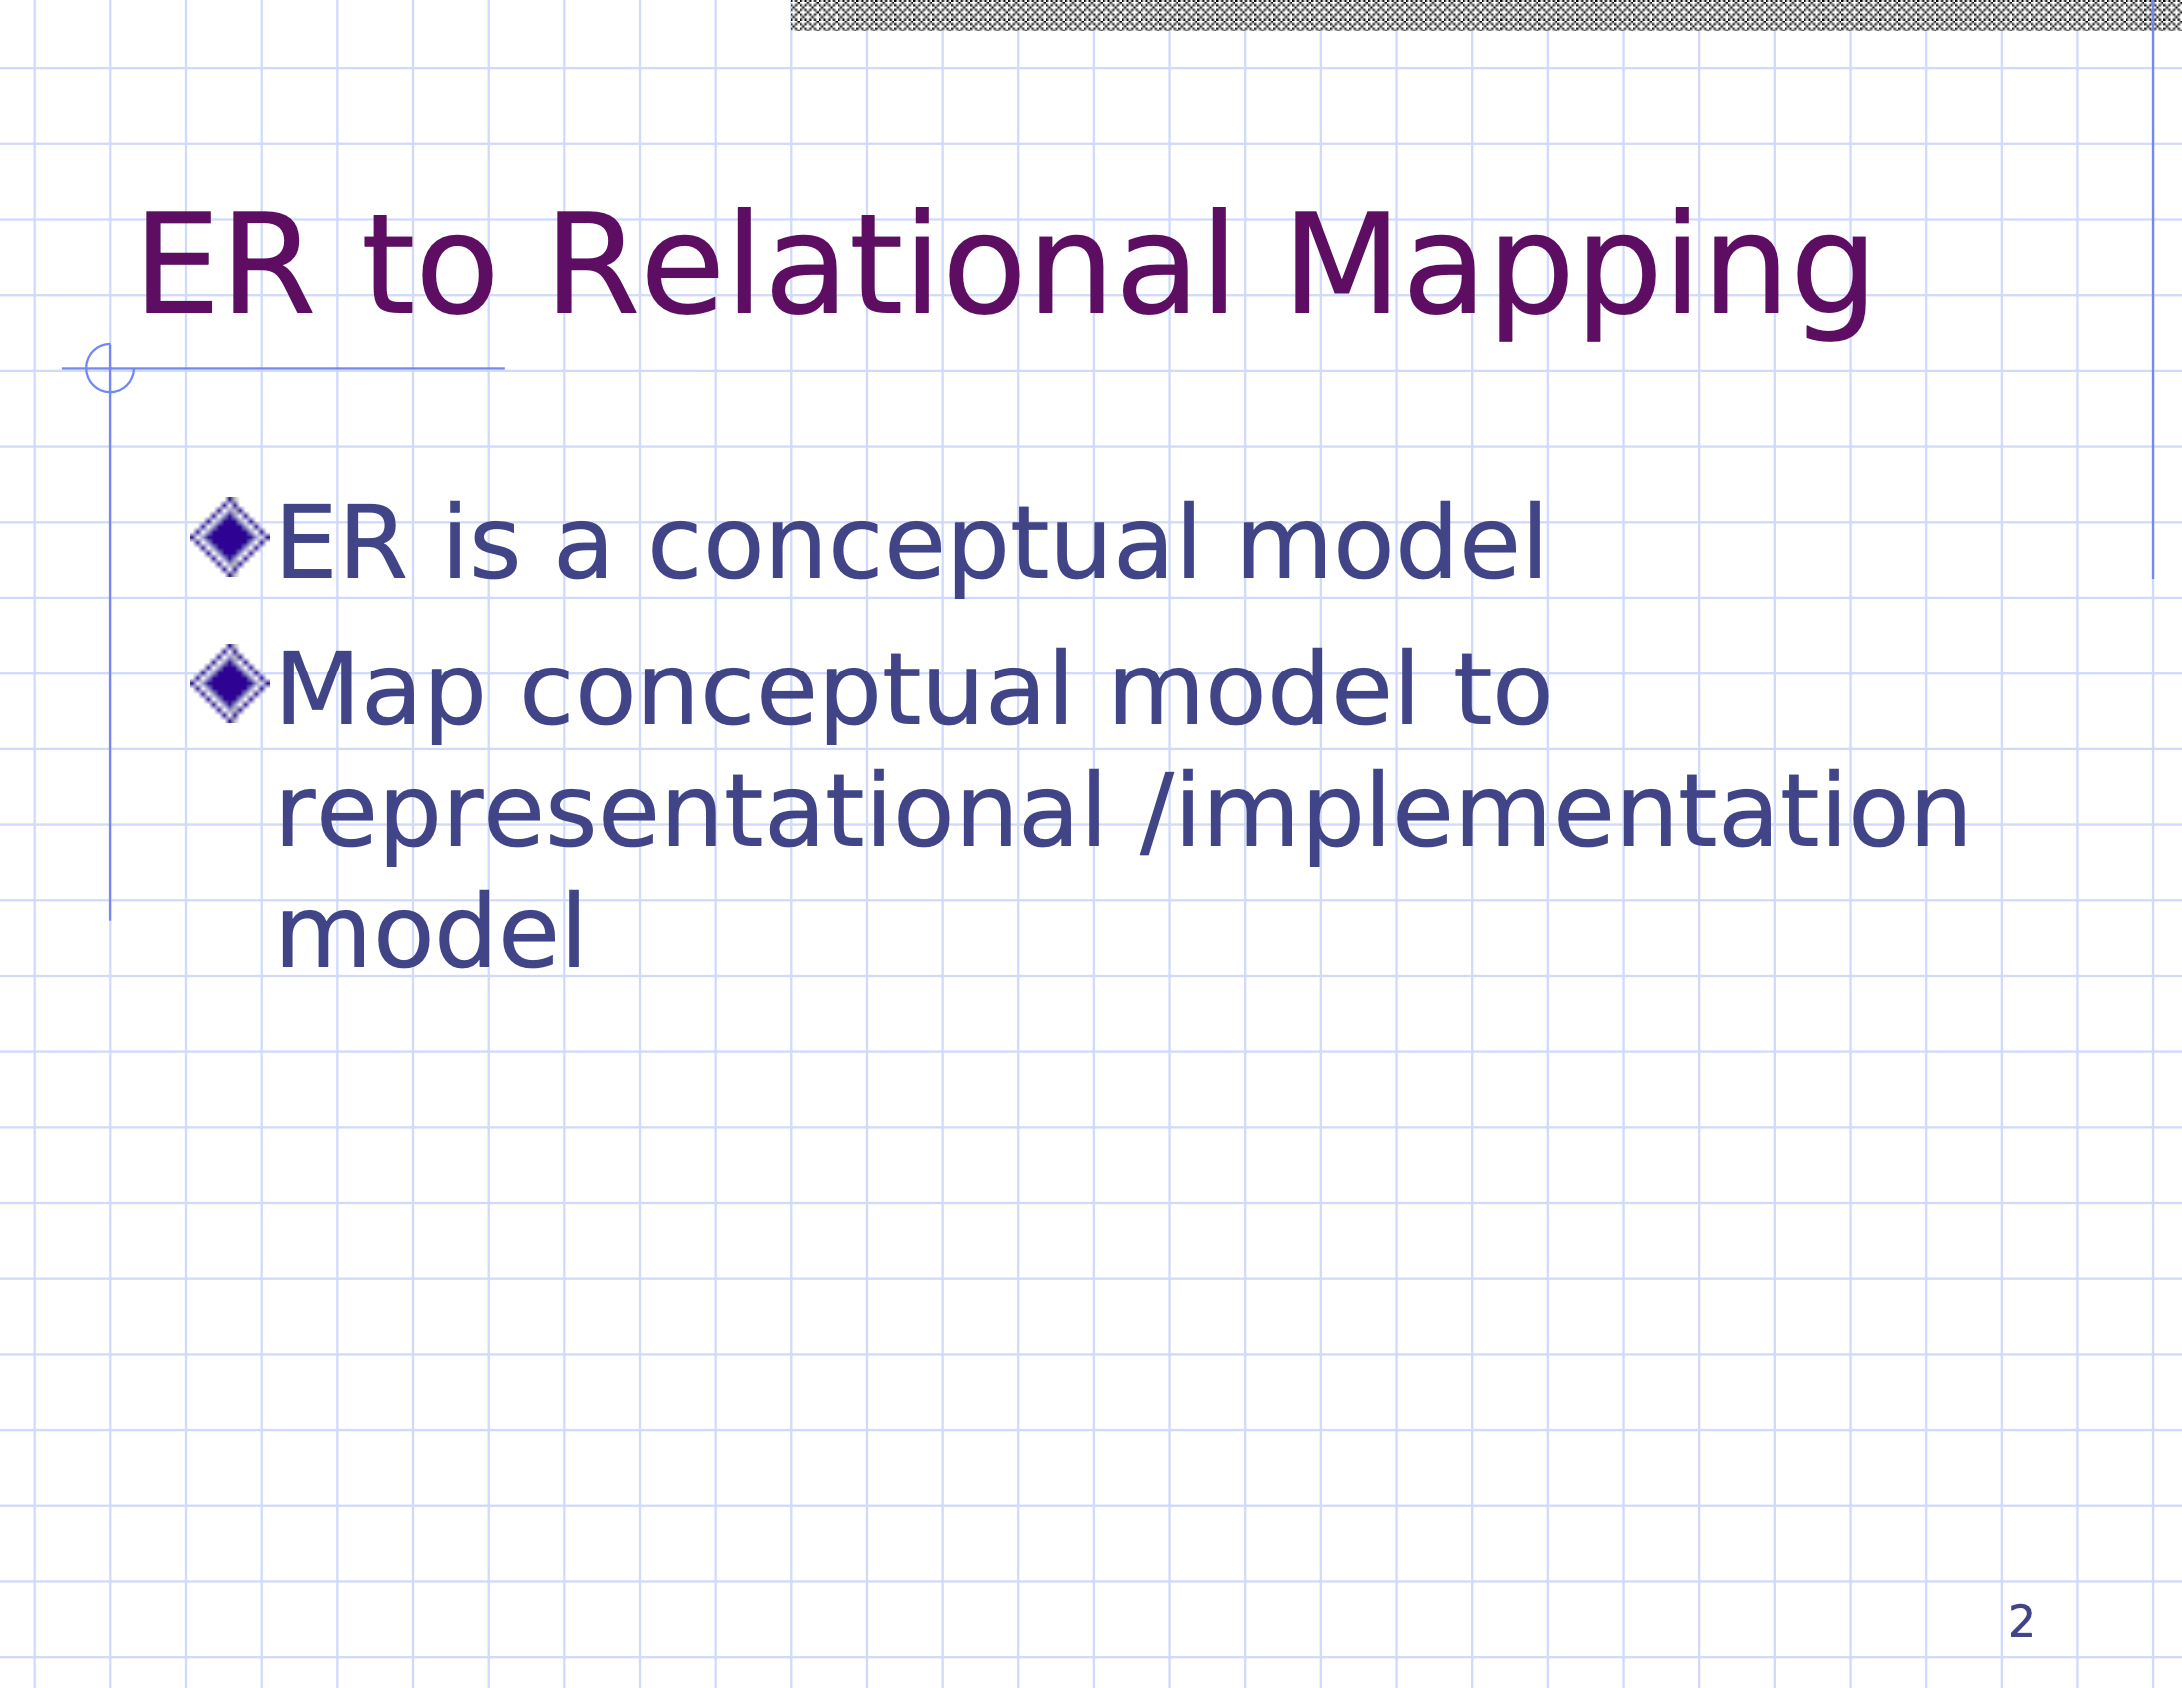 ER to Relational Mapping
ER is a conceptual model
Map conceptual model to
representational /implementation
model
2